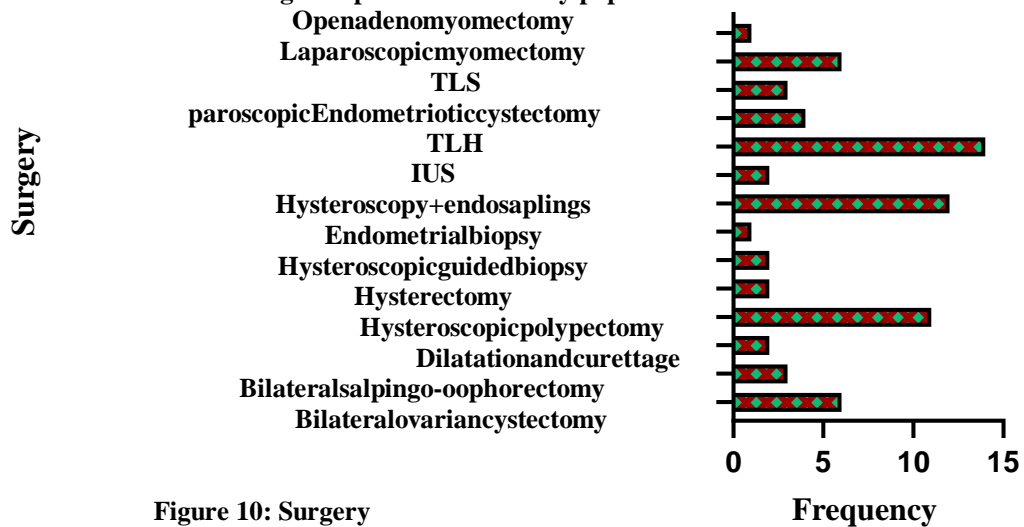 Openadenomyomectomy
Laparoscopicmyomectomy
TLS
paroscopicEndometrioticcystectomy
TLH
IUS
Hysteroscopy+endosaplings
Endometrialbiopsy
Hysteroscopicguidedbiopsy
Hysterectomy
Hysteroscopicpolypectomy
Dilatationandcurettage
Bilateralsalpingo-oophorectomy
Bilateralovariancystectomy
Surgery
0 5 10 15
Frequency
Figure 10: Surgery